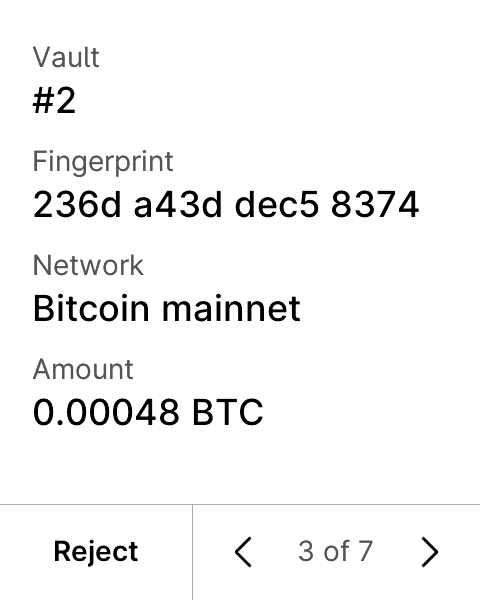 Vault
#2
Fingerprint
236d a43d dec5 8374
Network
Bitcoin mainnet
Amount
0.00048 BTC
Reject
3 of 7